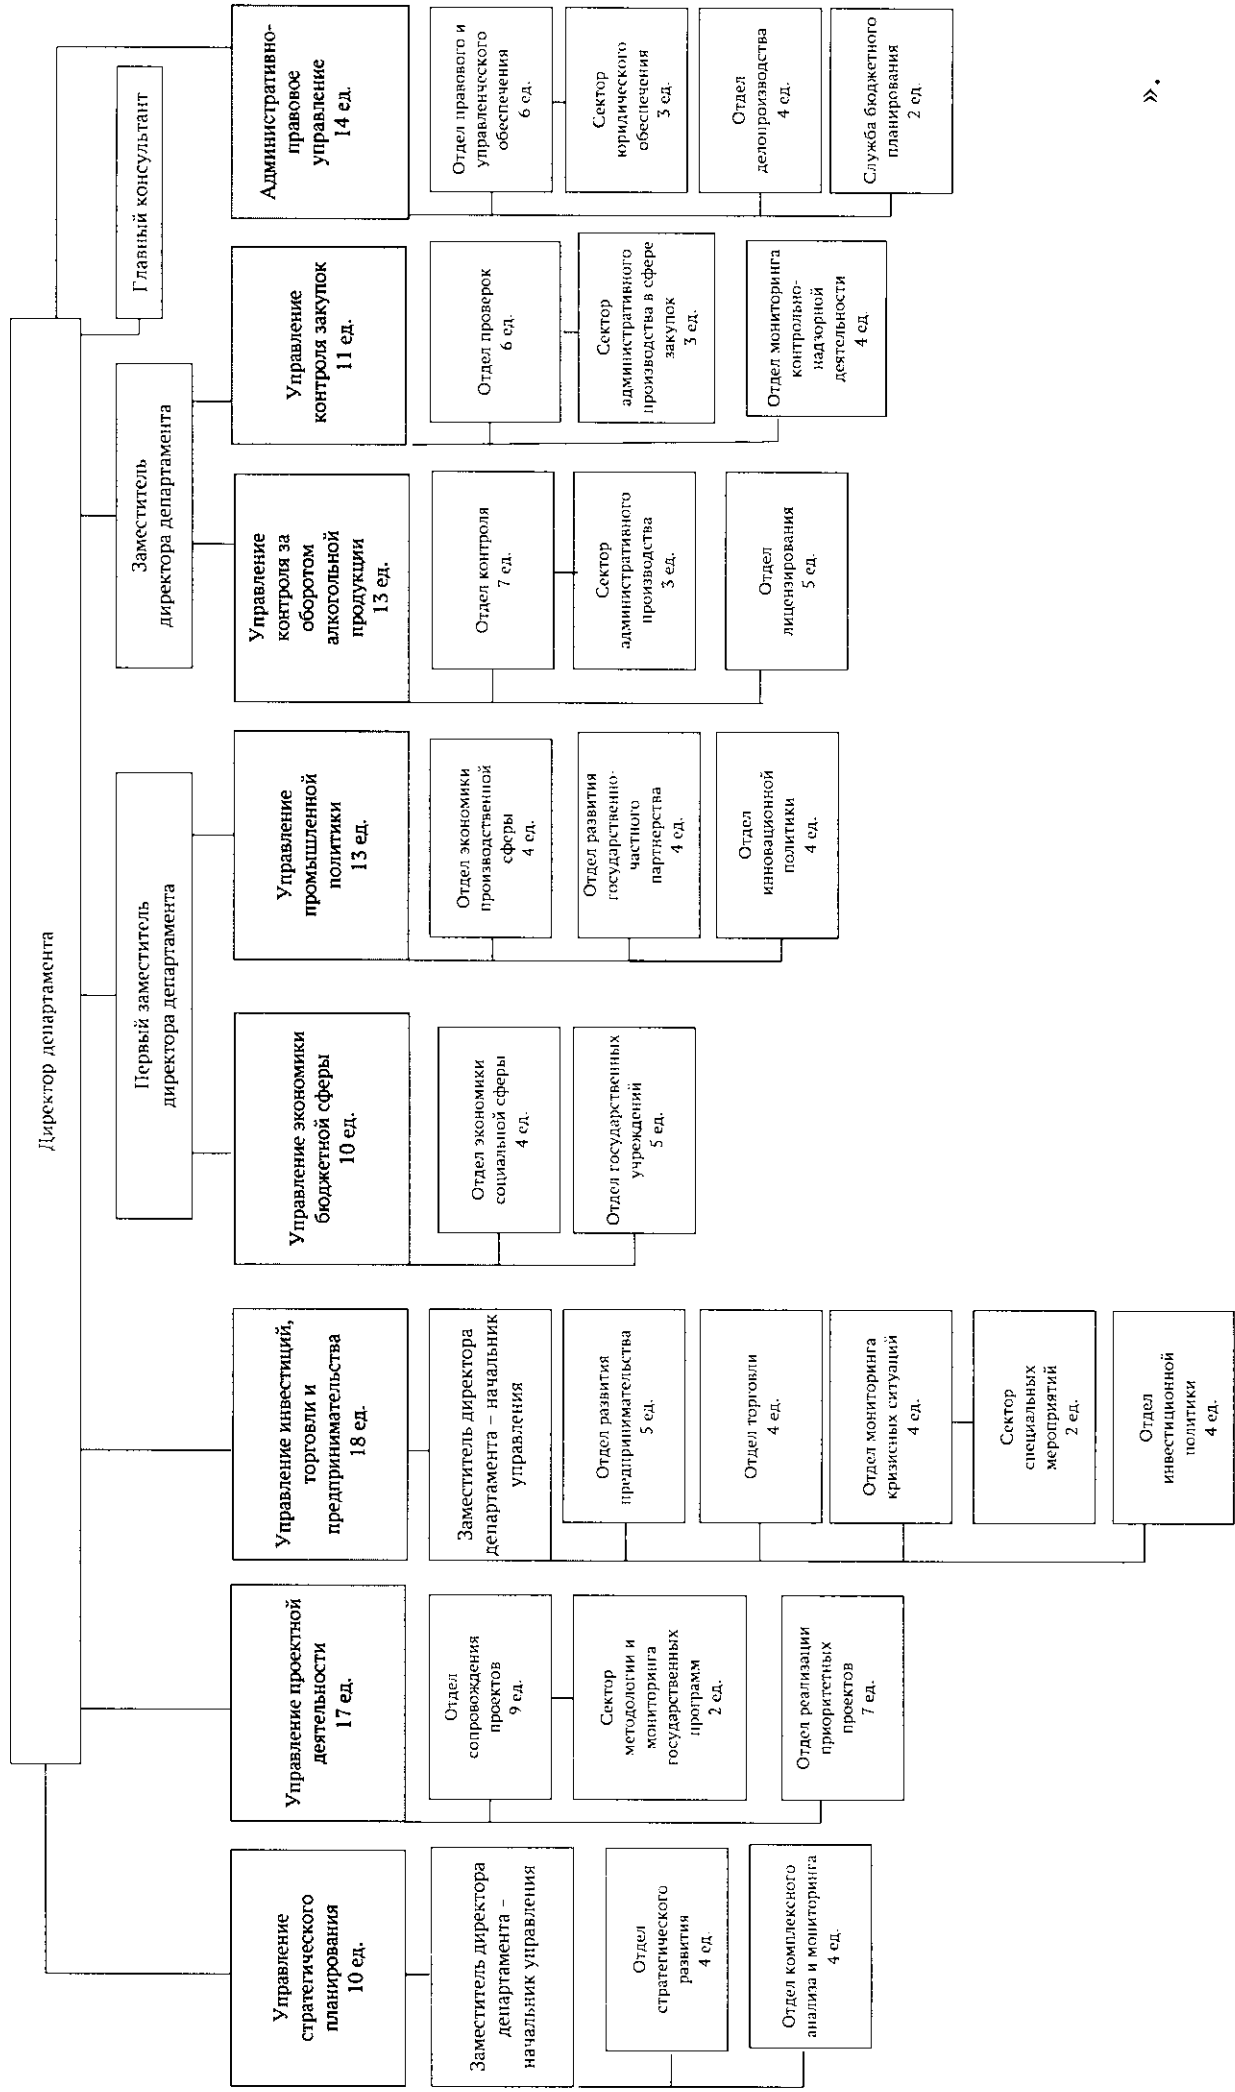 Директор департамента
Главный консультант
Первый заместитель
директора департамента
Заместитель
директора департамента
Управление
стратегического
планирования
10 ед.
Заместитель директора
департамента –
начальник управления
Отдел
стратегического
развития
4 ед.
Отдел комплексного
анализа и мониторинга
4 ед.
Управление проектной
деятельности
17 ед.
Отдел
сопровождения
проектов
9 ед.
Сектор
методологии и
мониторинга
государственных
программ
2 ед.
Отдел реализации
приоритетных
проектов
7 ед.
Управление инвестиций,
торговли и
предпринимательства
18 ед.
Заместитель директора
департамента – начальник
управления
Отдел развития
предпринимательства
5 ед.
Отдел торговли
4 ед.
Отдел мониторинга
кризисных ситуаций
4 ед.
Сектор
специальных
мероприятий
2 ед.
Отдел
инвестиционной
политики
4 ед.
Управление экономики
бюджетной сферы
10 ед.
Отдел экономики
социальной сферы
4 ед.
Отдел государственных
учреждений
5 ед.
Управление
промышленной
политики
13 ед.
Отдел экономики
производственной
сферы
4 ед.
Отдел развития
государственно-
частного
партнерства
4 ед.
Отдел
инновационной
политики
4 ед.
Управление
контроля за
оборотом
алкогольной
продукции
13 ед.
Отдел контроля
7 ед.
Сектор
административного
производства
3 ед.
Отдел
лицензирования
5 ед.
Управление
контроля закупок
11 ед.
Отдел проверок
6 ед.
Сектор
административного
производства в сфере
закупок
3 ед.
Отдел мониторинга
контрольно-
надзорной
деятельности
4 ед.
Административно-
правовое
управление
14 ед.
Отдел правового и
управленческого
обеспечения
6 ед.
Сектор
юридического
обеспечения
3 ед.
Отдел
делопроизводства
4 ед.
Служба бюджетного
планирования
2 ед.
».